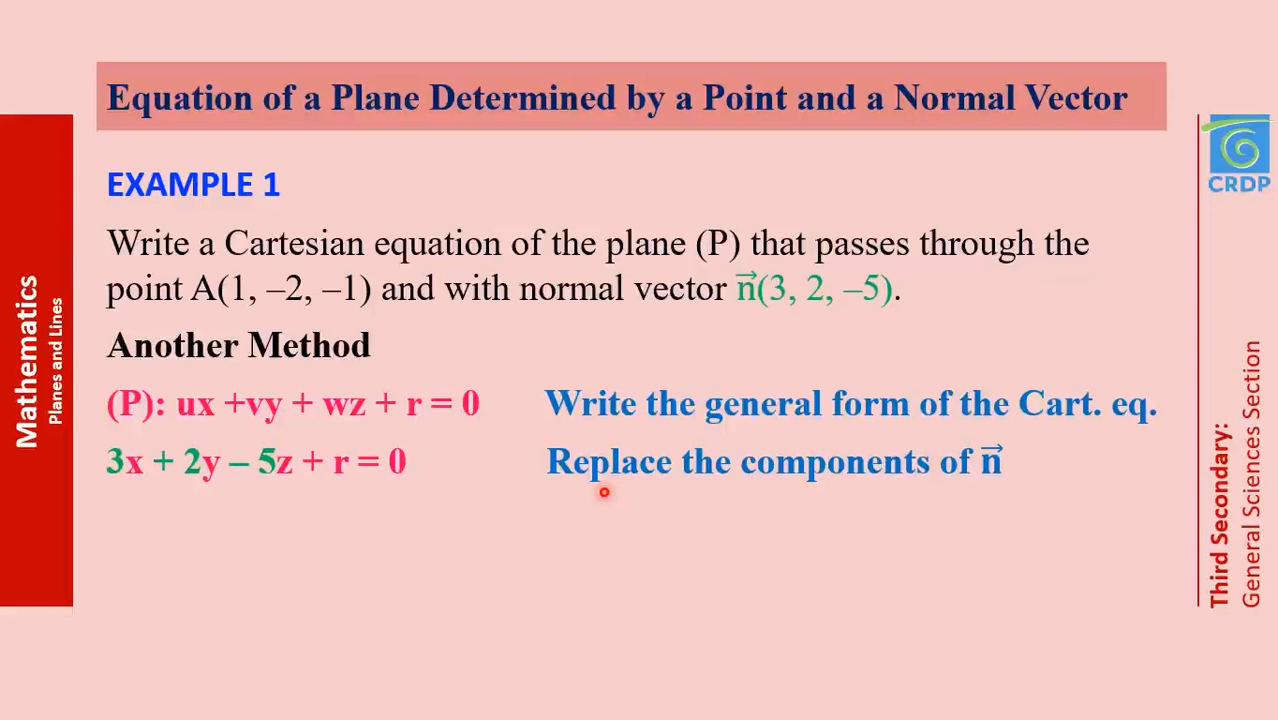 Equation of a Plane Determined by a Point and a Normal Vector
EXAMPLE 1
Write a Cartesian equation of the plane (P) that passes through the
point A(1, –2, –1) and with normal vector n⃗(3, 2, –5).
Another Method
(P): ux +vy + wz + r = 0 Write the general form of the Cart. eq.
3x + 2y – 5z + r = 0 Replace the components of n⃗
Mathematics
Planes and Lines
CRDP
Third Secondary:
General Sciences Section